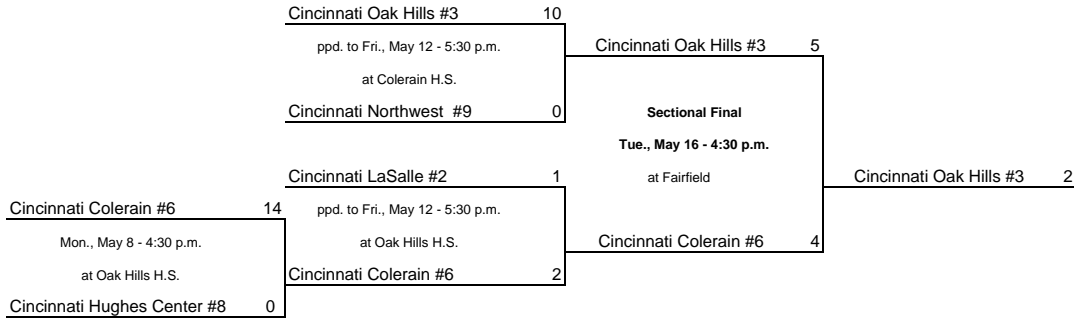 Cincinnati Oak Hills #3 10
ppd. to Fri., May 12 - 5:30 p.m.
at Colerain H.S.
Cincinnati Northwest #9 0
Cincinnati Oak Hills #3 5
Sectional Final
Tue., May 16 - 4:30 p.m.
at Fairfield
Cincinnati Oak Hills #3 2
Cincinnati LaSalle #2 1
ppd. to Fri., May 12 - 5:30 p.m.
at Oak Hills H.S.
Cincinnati Colerain #6 2
Cincinnati Colerain #6 4
Cincinnati Colerain #6 14
Mon., May 8 - 4:30 p.m.
at Oak Hills H.S.
Cincinnati Hughes Center #8 0